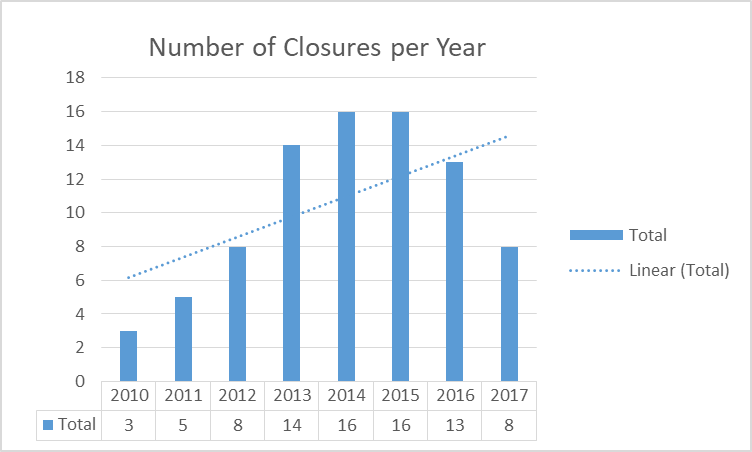 Number of Closures per Year
18
16
14
12
10
8
6
4
2
0
Total
Linear (Total)
2010 2011 2012 2013 2014 2015 2016 2017
Total 3 5 8 14 16 16 13 8